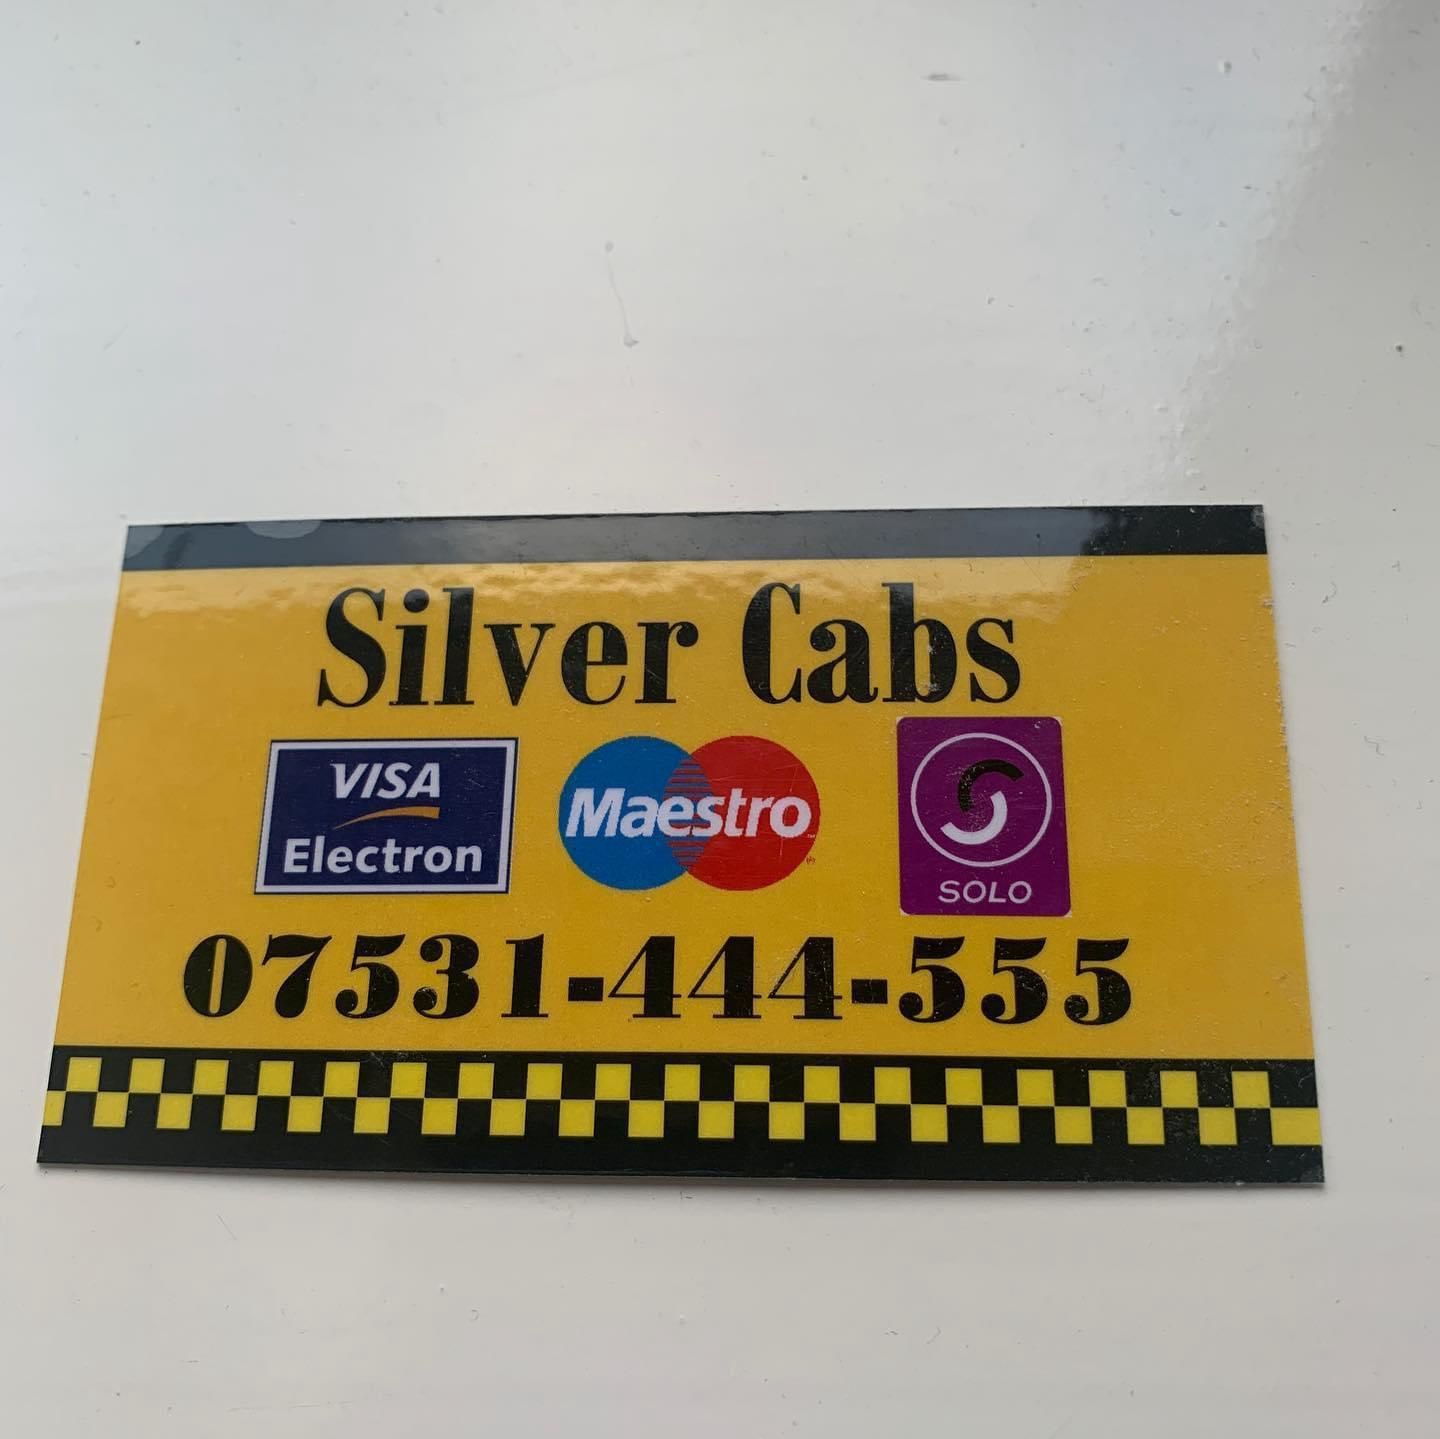 Silver Cabs
VISA Electron
Maestro
SOLO
07531-444-555